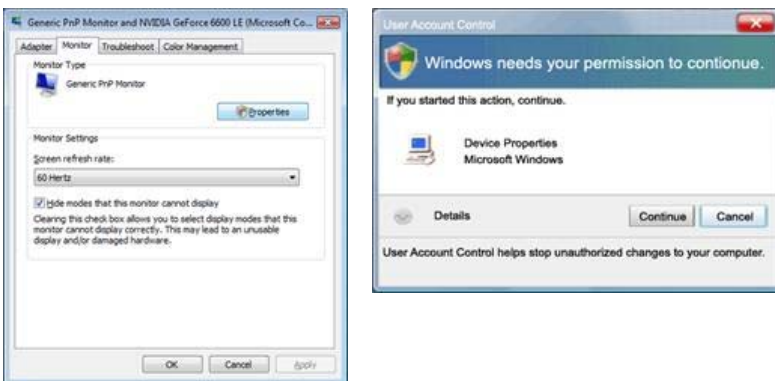 Generic PnP Monitor and NVIDIA GeForce 6600 LE (Microsoft Co...
Adapter Monitor Troubleshoot Color Management
Monitor Type
Generic PnP Monitor
Properties
Monitor Settings
Screen refresh rate:
60 Hertz
Hide modes that this monitor cannot display
Clearing this check box allows you to select display modes that this
monitor cannot display correctly. This may lead to an unusable
display and/or damaged hardware.
OK Cancel Apply
User Account Control
Windows needs your permission to contionue.
If you started this action, continue.
Device Properties
Microsoft Windows
Details Continue Cancel
User Account Control helps stop unauthorized changes to your computer.